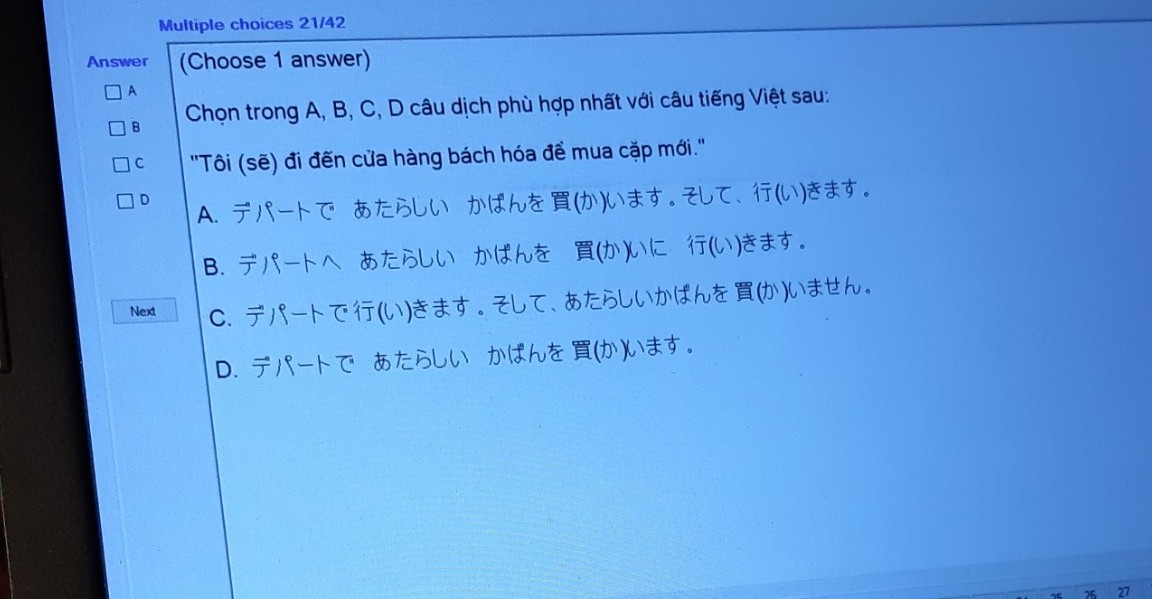 Multiple choices 21/42
Answer
(Choose 1 answer)
A
Chọn trong A, B, C, D câu dịch phù hợp nhất với câu tiếng Việt sau:
B
"Tôi (sẽ) đi đến cửa hàng bách hóa để mua cặp mới."
C
D
A. デパートで あたらしい かばんを 買(か)います。そして、行(い)きます。
B. デパートへ あたらしい かばんを 買(か)いに 行(い)きます。
Next
C. デパートで行(い)きます。そして、あたらしいかばんを買(か)いません。
D. デパートで あたらしい かばんを 買(か)います。
26 27